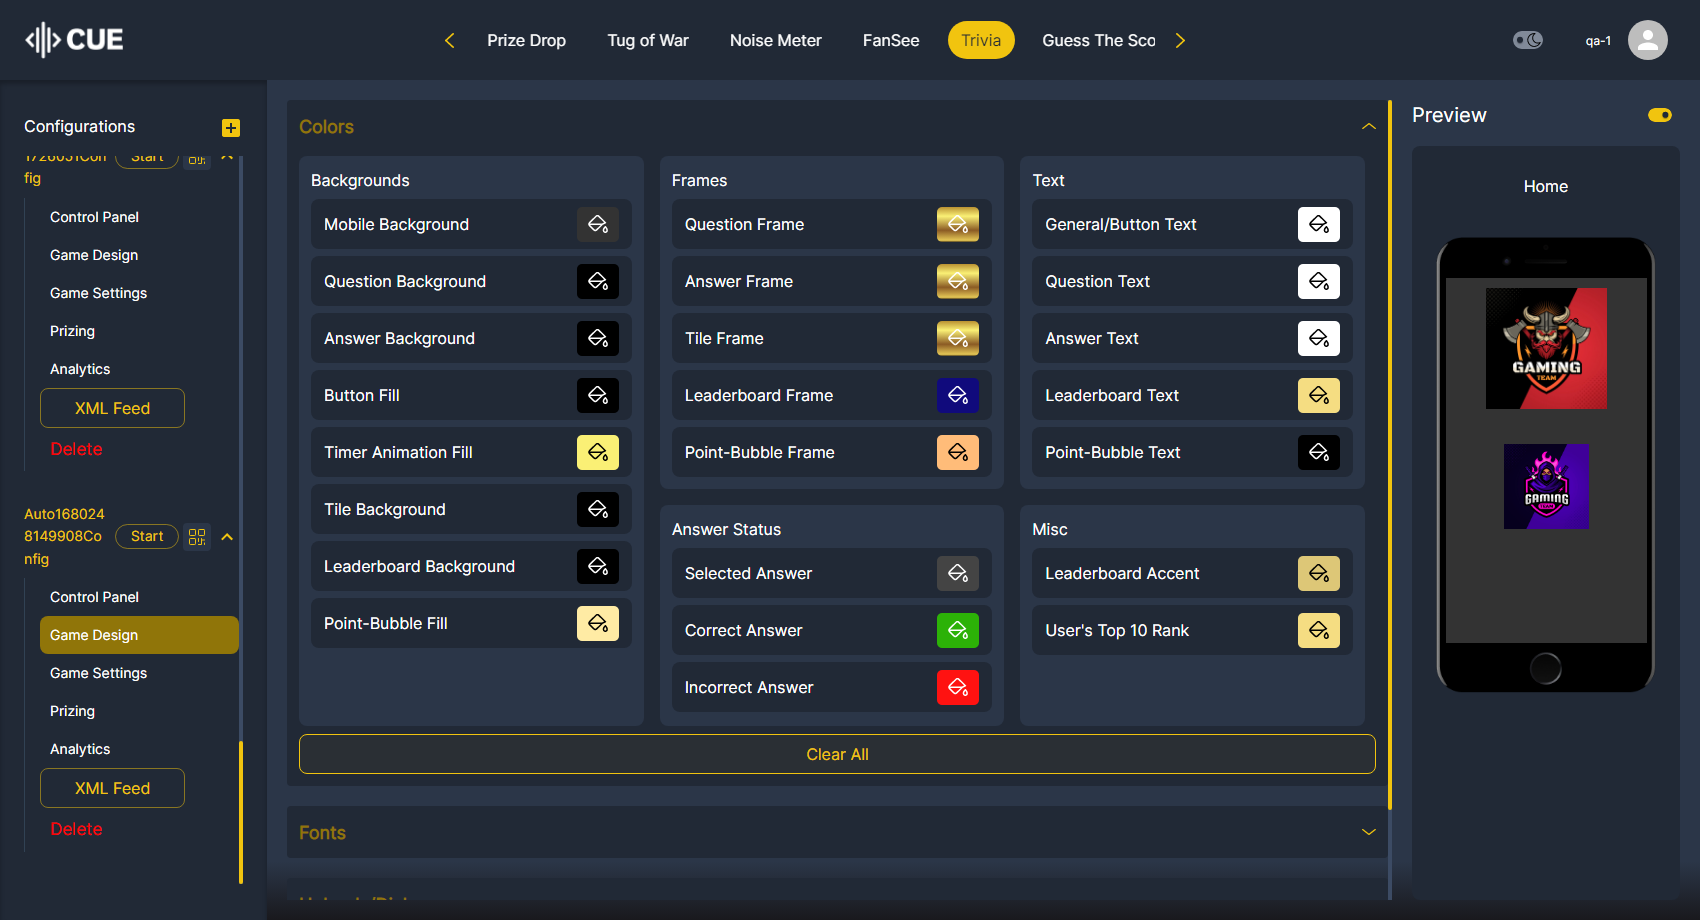 CUE
Prize Drop
Tug of War
Noise Meter
FanSee
Trivia
Guess The Sco
qa-1
Configurations
1726051Con
fig
Start
Control Panel
Game Design
Game Settings
Prizing
Analytics
XML Feed
Delete
Auto168024
8149908Co
nfig
Start
Control Panel
Game Design
Game Settings
Prizing
Analytics
XML Feed
Delete
Colors
Backgrounds
Mobile Background
Question Background
Answer Background
Button Fill
Timer Animation Fill
Tile Background
Leaderboard Background
Point-Bubble Fill
Frames
Question Frame
Answer Frame
Tile Frame
Leaderboard Frame
Point-Bubble Frame
Text
General/Button Text
Question Text
Answer Text
Leaderboard Text
Point-Bubble Text
Answer Status
Selected Answer
Correct Answer
Incorrect Answer
Misc
Leaderboard Accent
User's Top 10 Rank
Clear All
Fonts
Preview
Home
GAMING
TEAM
GAMING
TEAM